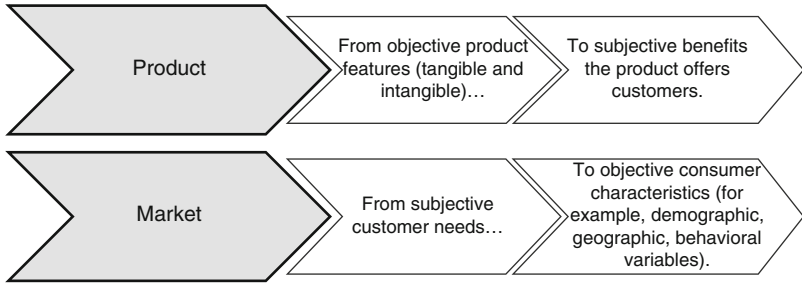 Product
From objective product
features (tangible and
intangible)…
To subjective benefits
the product offers
customers.
Market
From subjective
customer needs…
To objective consumer
characteristics (for
example, demographic,
geographic, behavioral
variables).